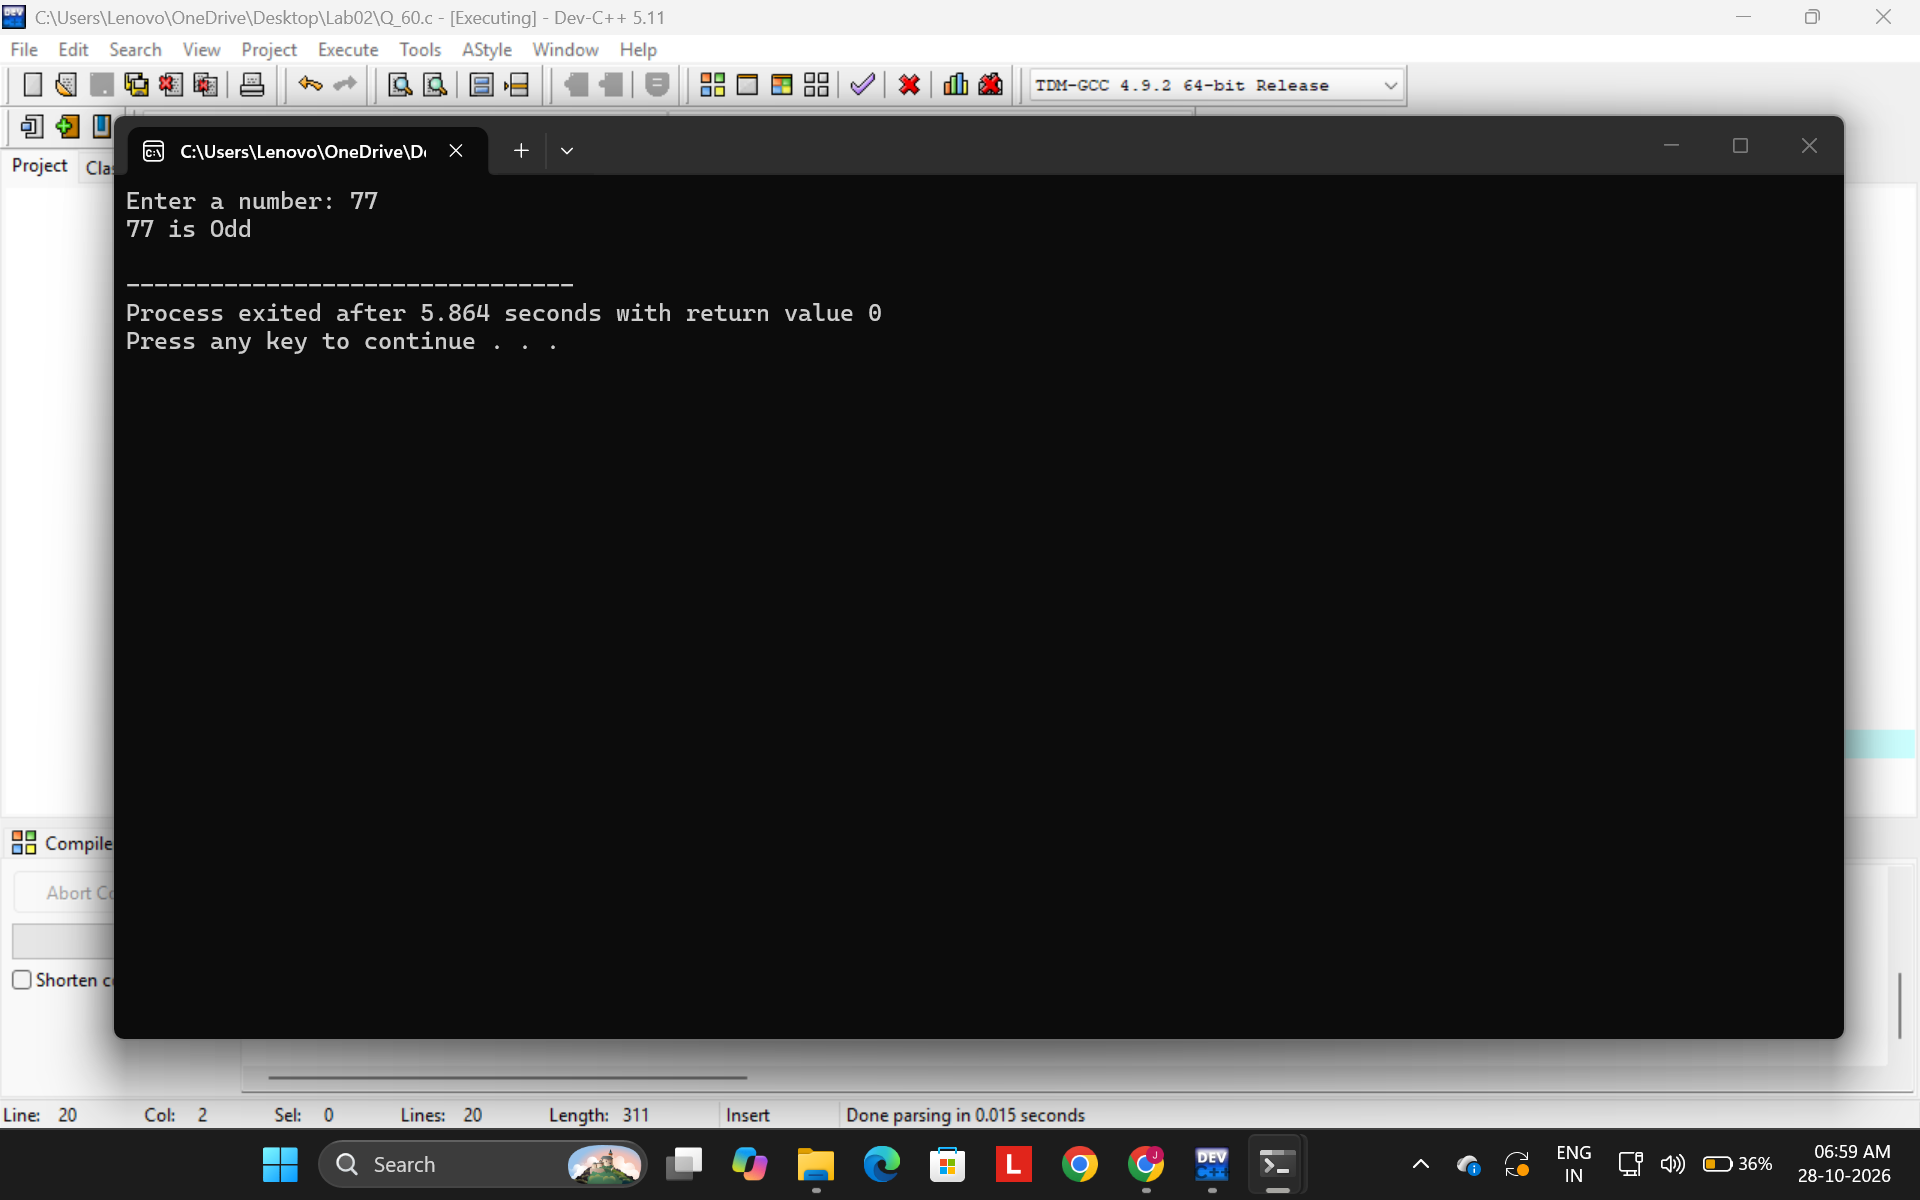 C:\Users\Lenovo\OneDrive\Desktop\Lab02\Q_60.c - [Executing] - Dev-C++ 5.11
File Edit Search View Project Execute Tools AStyle Window Help
TDM-GCC 4.9.2 64-bit Release
C:\Users\Lenovo\OneDrive\D
Project Cla
Enter a number: 77
77 is Odd
--------------------------------
Process exited after 5.864 seconds with return value 0
Press any key to continue . . .
Compile
Abort Co
Shorten c
Line: 20 Col: 2 Sel: 0 Lines: 20 Length: 311 Insert Done parsing in 0.015 seconds
Search
DEV C++
L
J
ENG
IN
36%
06:59 AM
28-10-2026